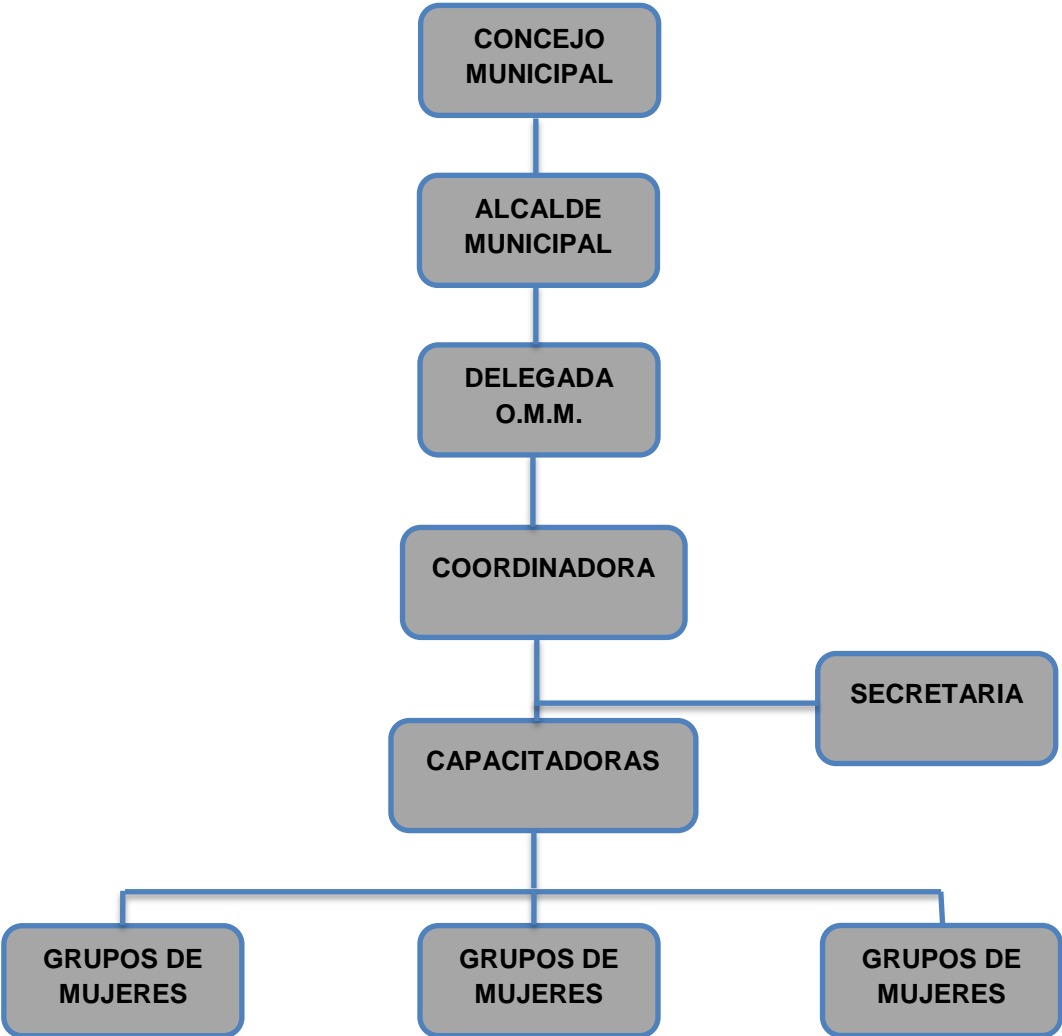 CONCEJO
MUNICIPAL
ALCALDE
MUNICIPAL
DELEGADA
O.M.M.
COORDINADORA
SECRETARIA
CAPACITADORAS
GRUPOS DE
MUJERES
GRUPOS DE
MUJERES
GRUPOS DE
MUJERES